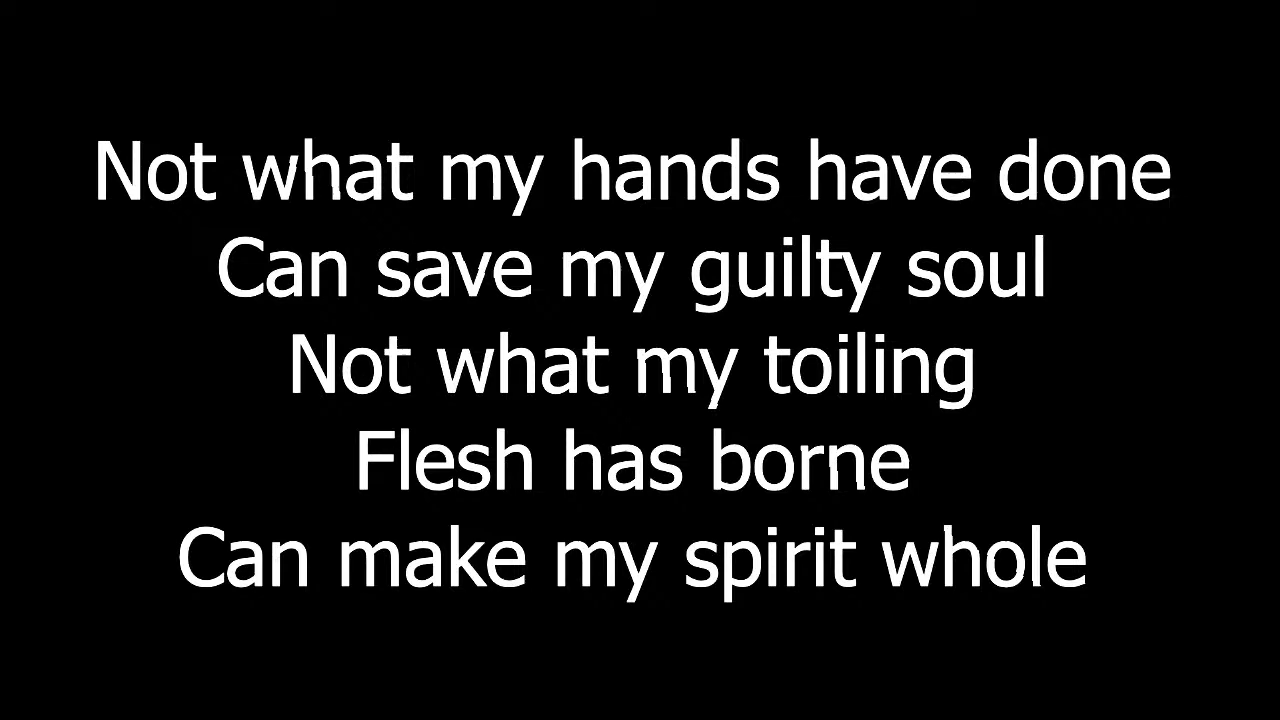 Not what my hands have done
Can save my guilty soul
Not what my toiling
Flesh has borne
Can make my spirit whole